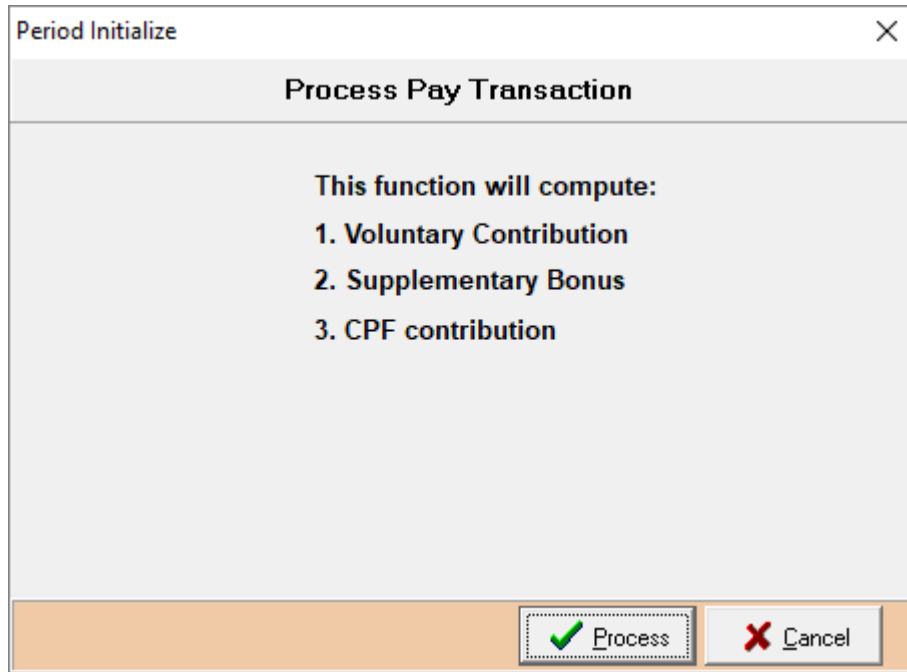 Period Initialize
Process Pay Transaction
This function will compute:
1. Voluntary Contribution
2. Supplementary Bonus
3. CPF contribution
Process
Cancel